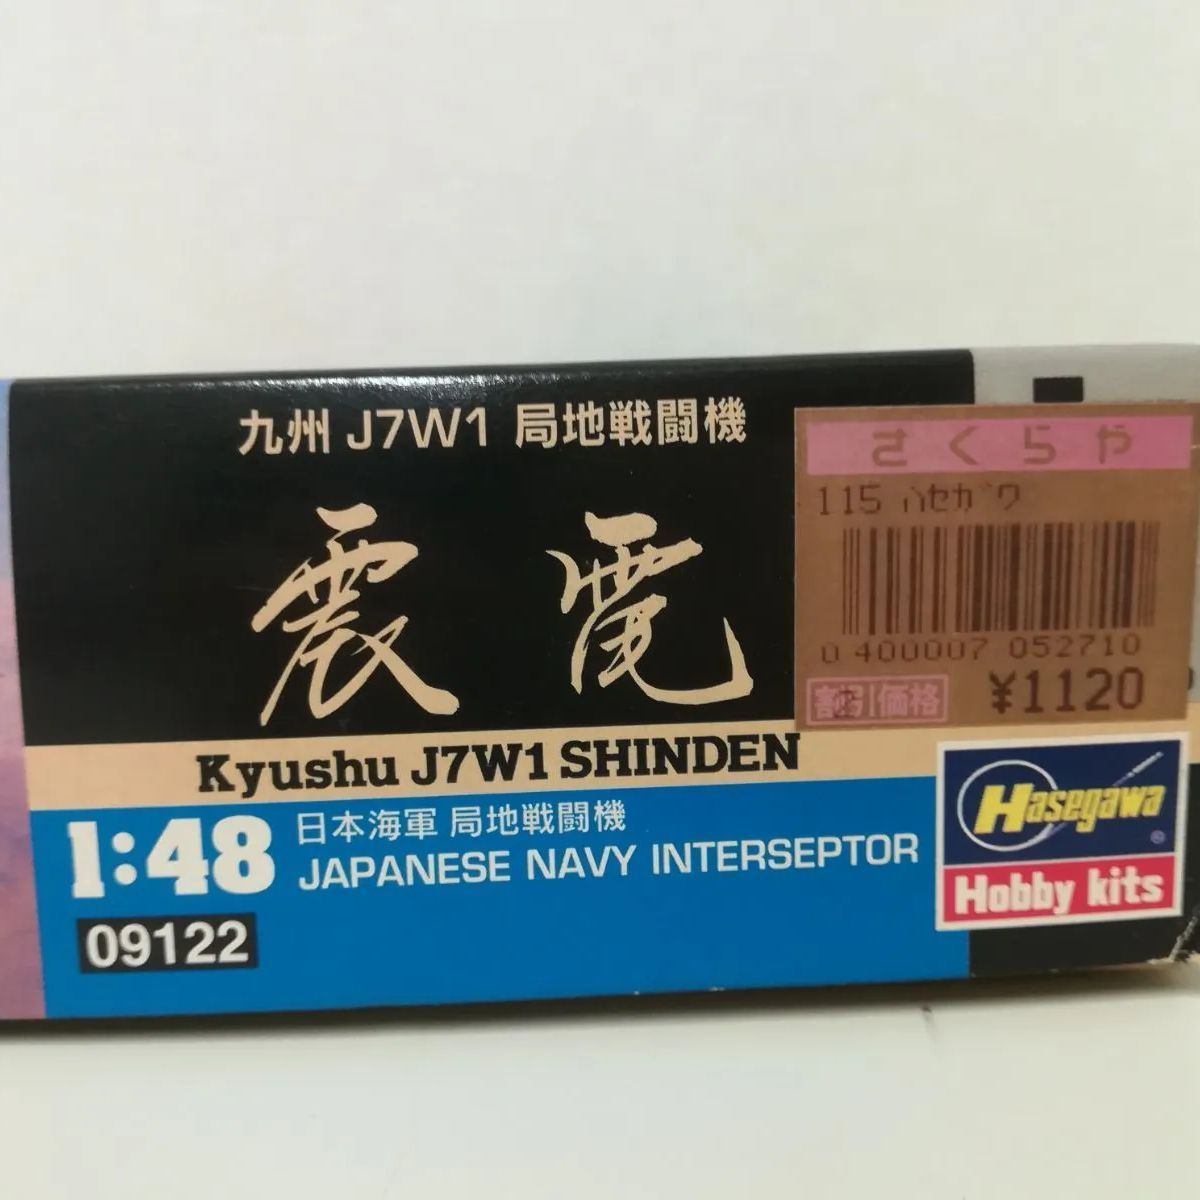 九州 J7W1 局地戦闘機
震電
Kyushu J7W1 SHINDEN
1:48
日本海軍 局地戦闘機
JAPANESE NAVY INTERSEPTOR
09122
さくらや
115 ハセガワ
0 400007 052710
割引価格 ¥1120
Hasegawa
Hobby kits